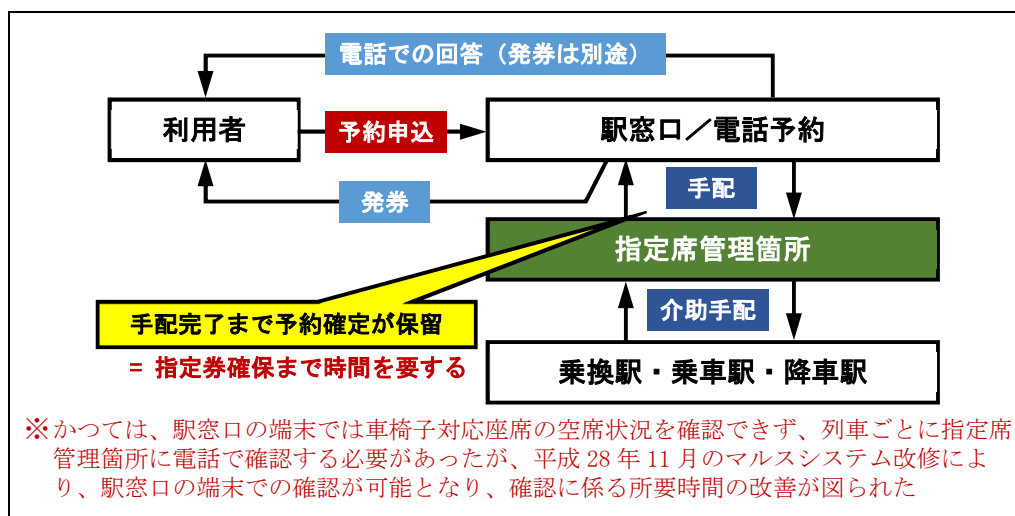 電話での回答（発券は別途）
利用者
予約申込
駅窓口／電話予約
発券
手配
指定席管理箇所
手配完了まで予約確定が保留
= 指定券確保まで時間を要する
介助手配
乗換駅・乗車駅・降車駅
※かつては、駅窓口の端末では車椅子対応座席の空席状況を確認できず、列車ごとに指定席
管理箇所に電話で確認する必要があったが、平成 28 年 11 月のマルスシステム改修によ
り、駅窓口の端末での確認が可能となり、確認に係る所要時間の改善が図られた